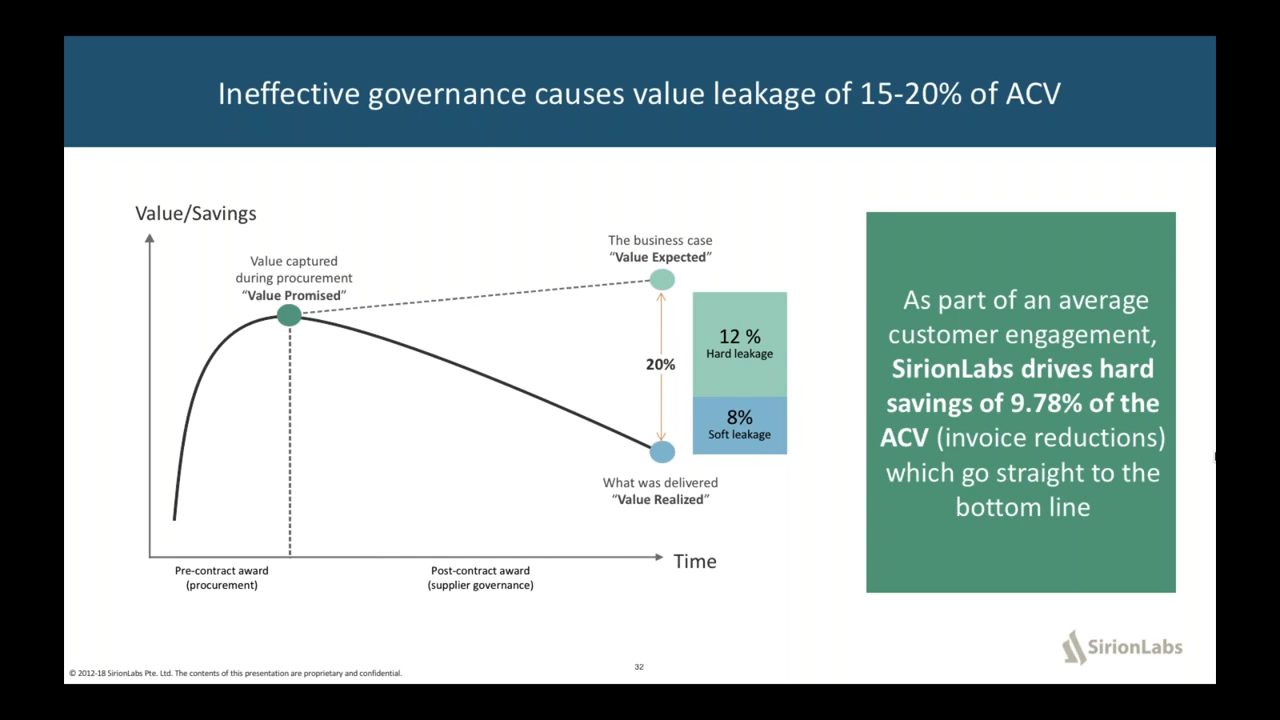 Ineffective governance causes value leakage of 15-20% of ACV
Value/Savings
Value captured
during procurement
“Value Promised”
The business case
“Value Expected”
20%
12 %
Hard leakage
8%
Soft leakage
What was delivered
“Value Realized”
Time
Pre-contract award
(procurement)
Post-contract award
(supplier governance)
As part of an average
customer engagement,
SirionLabs drives hard
savings of 9.78% of the
ACV (invoice reductions)
which go straight to the
bottom line
SirionLabs
32
© 2012-18 SirionLabs Pte. Ltd. The contents of this presentation are proprietary and confidential.